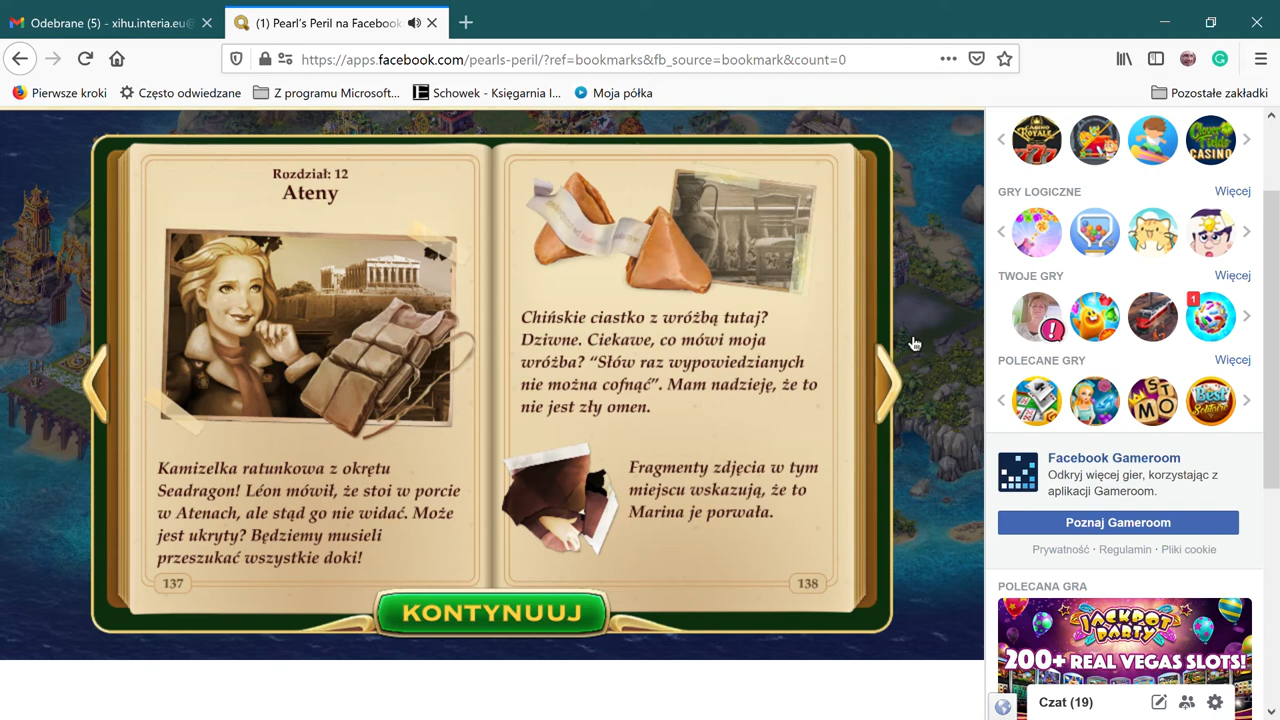 Odebrane (5) - xihu.interia.eu@
(1) Pearl's Peril na Facebook
https://apps.facebook.com/pearls-peril/?ref=bookmarks&fb_source=bookmark&count=0
Pierwsze kroki
Często odwiedzane
Z programu Microsoft...
Schowek - Księgarnia I...
Moja półka
Pozostałe zakładki
Rozdział: 12
Ateny
Kamizelka ratunkowa z okrętu
Seadragon! Léon mówił, że stoi w porcie
w Atenach, ale stąd go nie widać. Może
jest ukryty? Będziemy musieli
przeszukać wszystkie doki!
137
Chińskie ciastko z wróżbą tutaj?
Dziwne. Ciekawe, co mówi moja
wróżba? “Słów raz wypowiedzianych
nie można cofnąć”. Mam nadzieję, że to
nie jest zły omen.
Fragmenty zdjęcia w tym
miejscu wskazują, że to
Marina je porwała.
138
KONTYNUUJ
CASINO
GRY LOGICZNE
Więcej
TWOJE GRY
Więcej
1
POLECANE GRY
Więcej
ST
MO
BEST
Solitaire
Facebook Gameroom
Odkryj więcej gier, korzystając z
aplikacji Gameroom.
Poznaj Gameroom
Prywatność · Regulamin · Pliki cookie
POLECANA GRA
JACKPOT
PARTY
200+ REAL VEGAS SLOTS!
Czat (19)